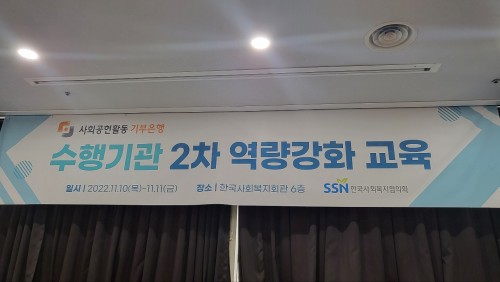 사회공헌활동 기부은행
수행기관 2차 역량강화 교육
일시 | 2022.11.10(목)-11.11(금) 장소 | 한국사회복지회관 6층 SSN 한국사회복지협의회